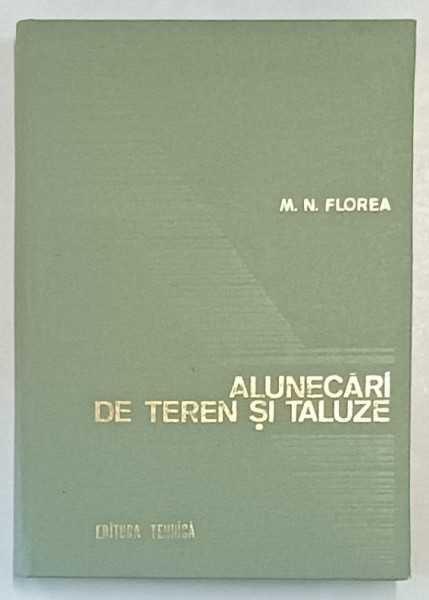 M. N. FLOREA
ALUNECĂRI
DE TEREN ȘI TALUZE
EDITURA TEHNICĂ